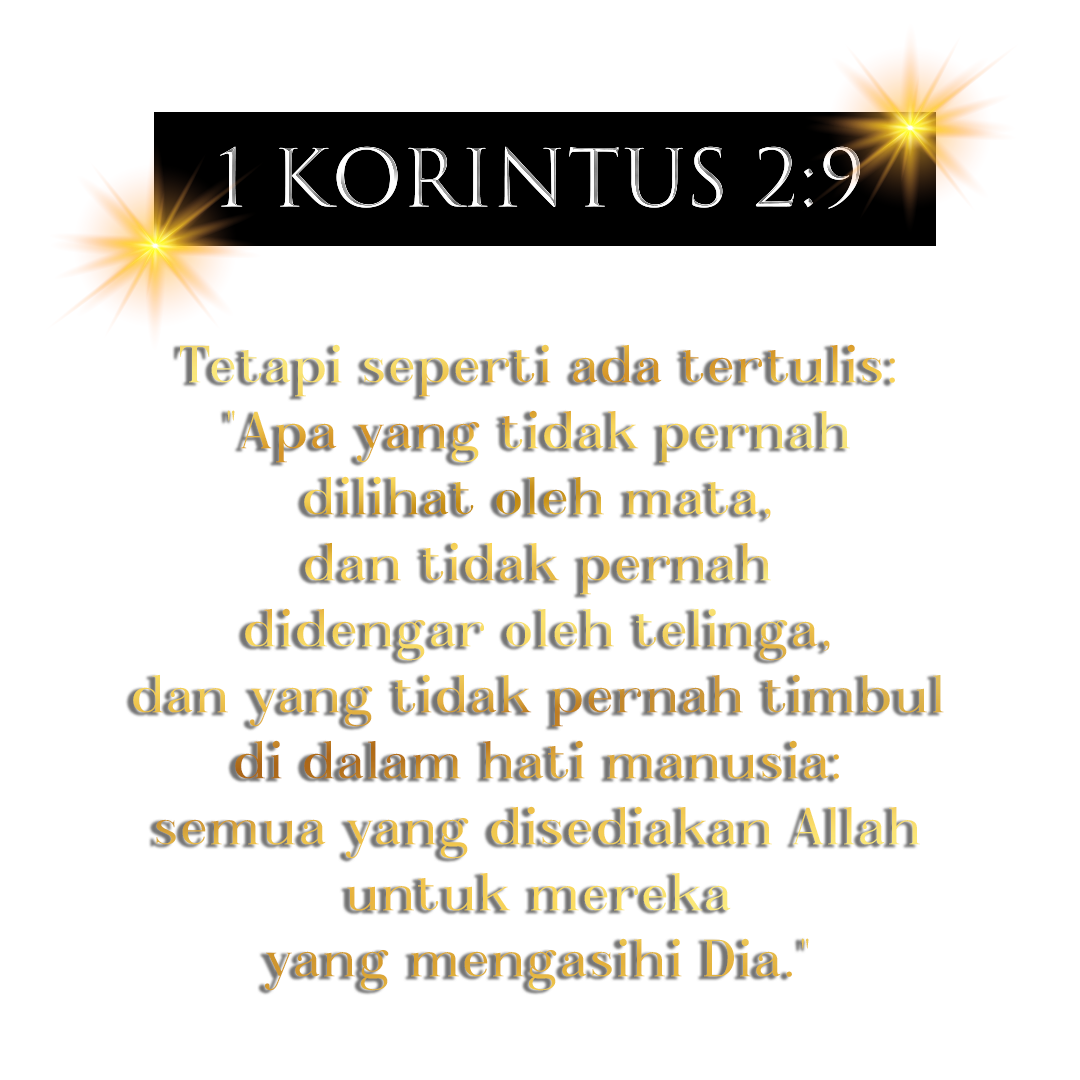 1 KORINTUS 2:9
Tetapi seperti ada tertulis:
"Apa yang tidak pernah
dilihat oleh mata,
dan tidak pernah
didengar oleh telinga,
dan yang tidak pernah timbul
di dalam hati manusia:
semua yang disediakan Allah
untuk mereka
yang mengasihi Dia."